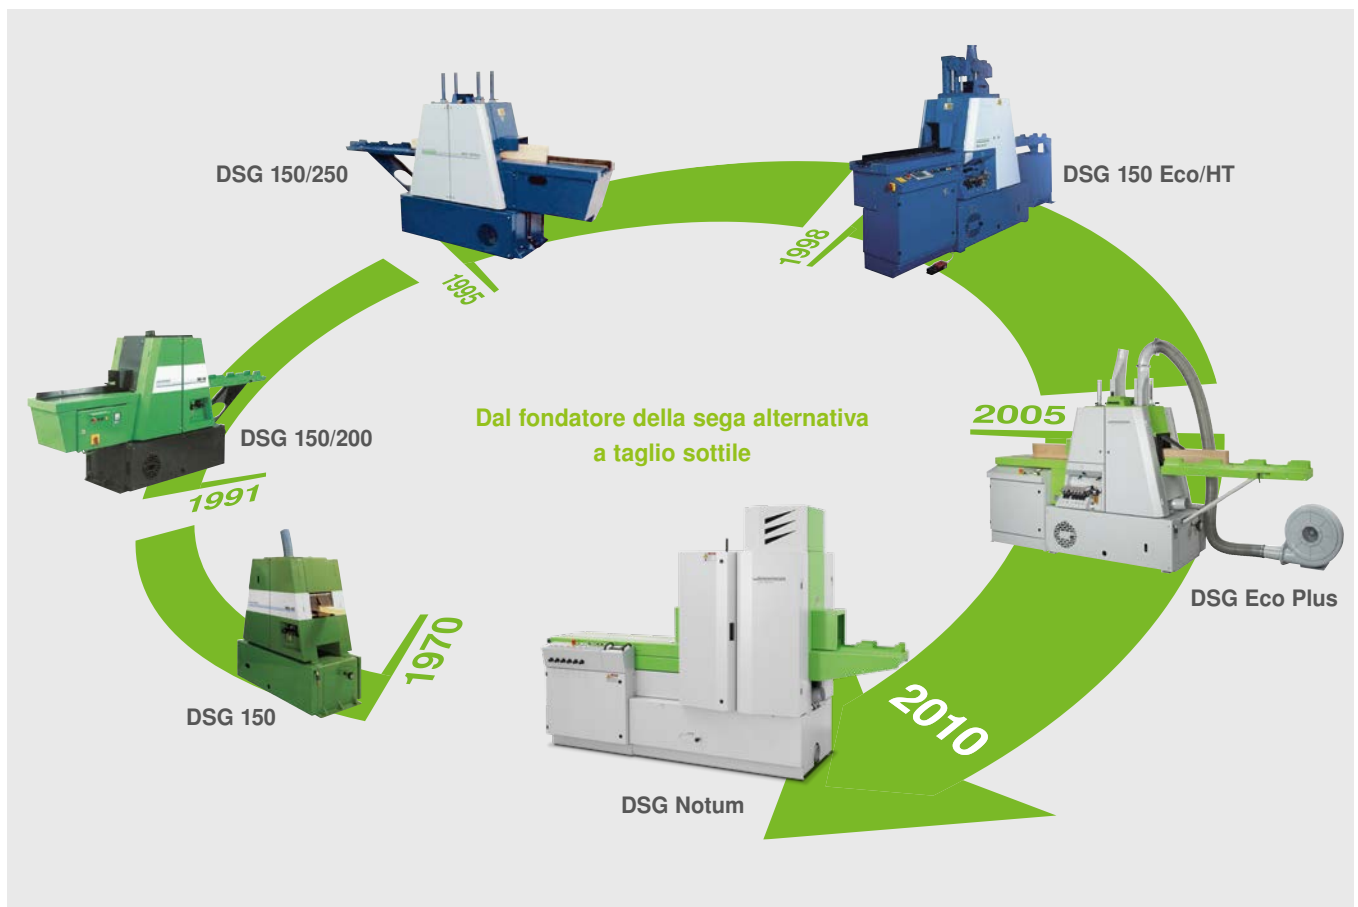 DSG 150/250
DSG 150 Eco/HT
1998
1995
Dal fondatore della sega alternativa
a taglio sottile
2005
DSG 150/200
1991
DSG Eco Plus
1970
DSG 150
2010
DSG Notum